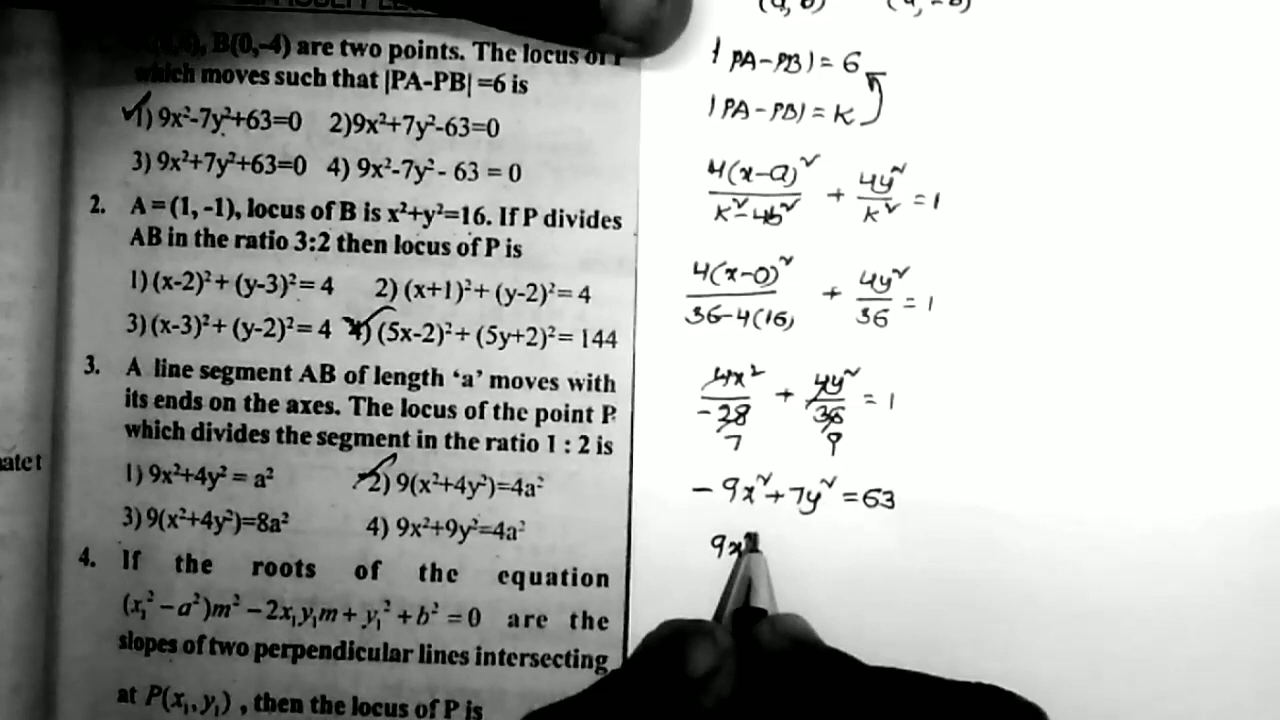 B(0,-4) are two points. The locus of P
which moves such that |PA-PB| =6 is
1) 9x²-7y²+63=0 2)9x²+7y²-63=0
3) 9x²+7y²+63=0 4) 9x²-7y²- 63 = 0
2. A = (1, -1), locus of B is x²+y²=16. If P divides
AB in the ratio 3:2 then locus of P is
1) (x-2)²+ (y-3)²= 4 2) (x+1)²+ (y-2)²= 4
3) (x-3)²+ (y-2)²= 4 4) (5x-2)²+ (5y+2)²= 144
3. A line segment AB of length ‘a’ moves with
its ends on the axes. The locus of the point P
which divides the segment in the ratio 1 : 2 is
1) 9x²+4y² = a² 2) 9(x²+4y²)=4a²
3) 9(x²+4y²)=8a² 4) 9x²+9y²=4a²
4. If the roots of the equation
(x₁² – a²)m² – 2x₁y₁m + y₁² + b² = 0 are the
slopes of two perpendicular lines intersecting
at P(x₁, y₁) , then the locus of P is
|PA-PB| = 6
|PA-PB| = K
4(x-a)²/K²-4b² + 4y²/K² = 1
4(x-0)²/36-4(16) + 4y²/36 = 1
4x²/-28 + 4y²/36 = 1
7 9
- 9x² + 7y² = 63
9x²